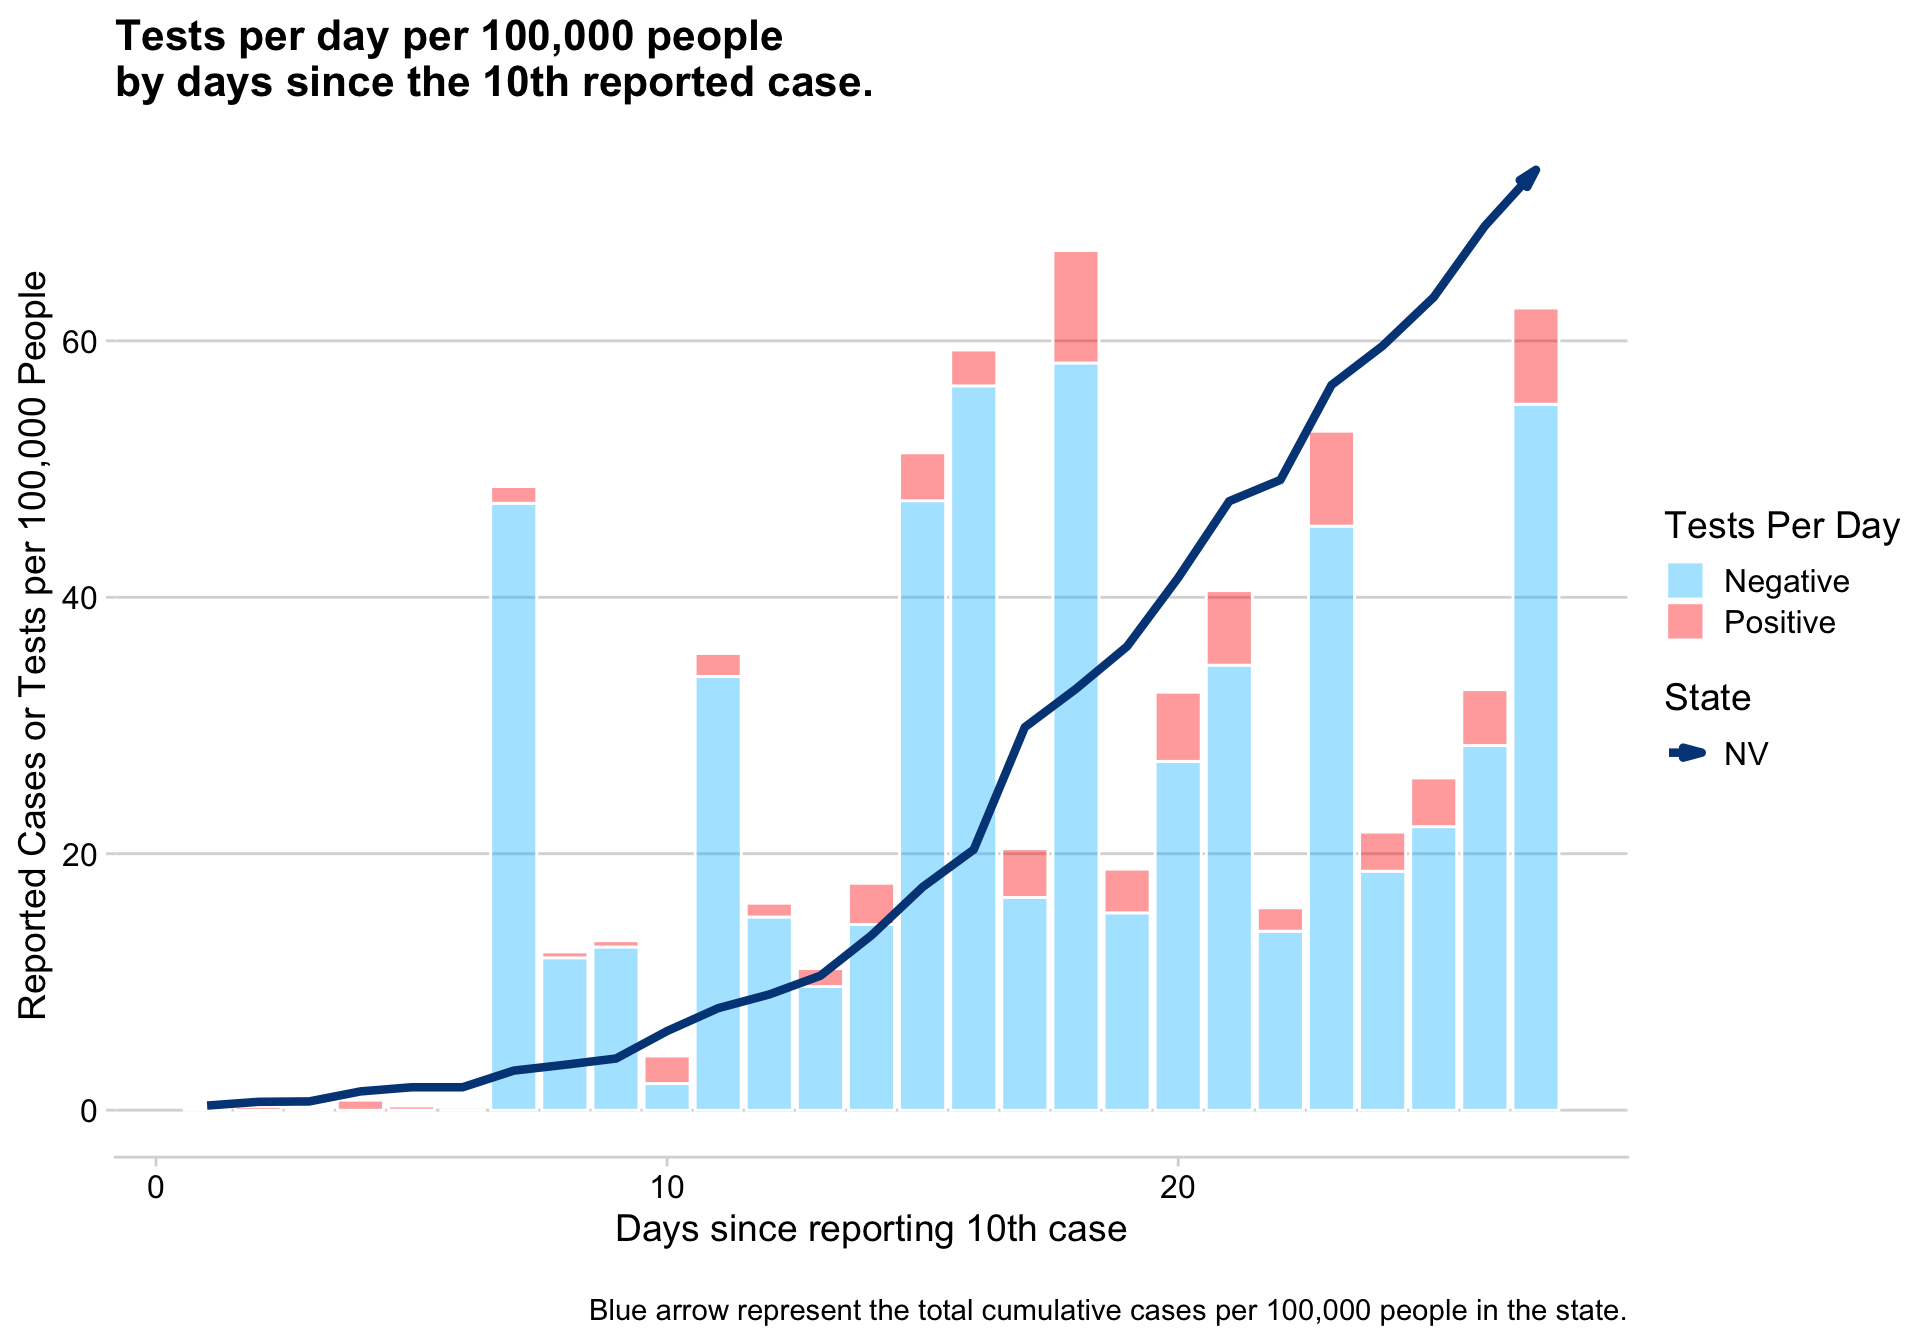 Tests per day per 100,000 people
by days since the 10th reported case.
Reported Cases or Tests per 100,000 People
60
40
20
0
0
10
20
Days since reporting 10th case
Tests Per Day
Negative
Positive
State
NV
Blue arrow represent the total cumulative cases per 100,000 people in the state.